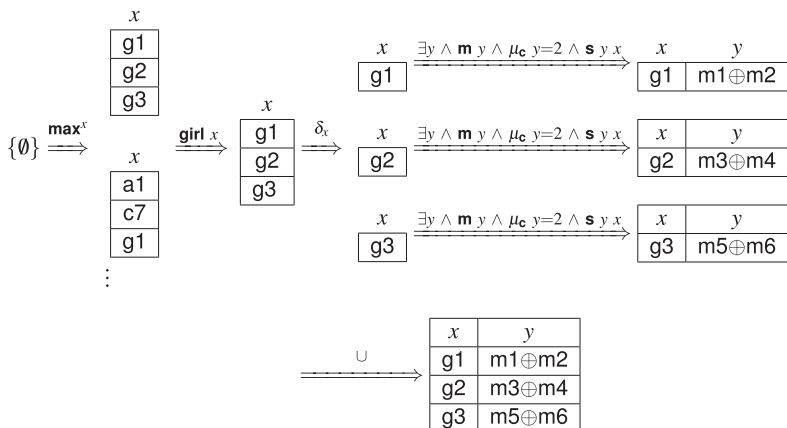 x
g1
g2
g3
{∅} max^x
x
a1
c7
g1
⋮
girl x
x
g1
g2
g3
δ_x
x ∃y ∧ m y ∧ μ_c y=2 ∧ s y x x y
g1 g1 m1⊕m2
x ∃y ∧ m y ∧ μ_c y=2 ∧ s y x x y
g2 g2 m3⊕m4
x ∃y ∧ m y ∧ μ_c y=2 ∧ s y x x y
g3 g3 m5⊕m6
∪
x y
g1 m1⊕m2
g2 m3⊕m4
g3 m5⊕m6